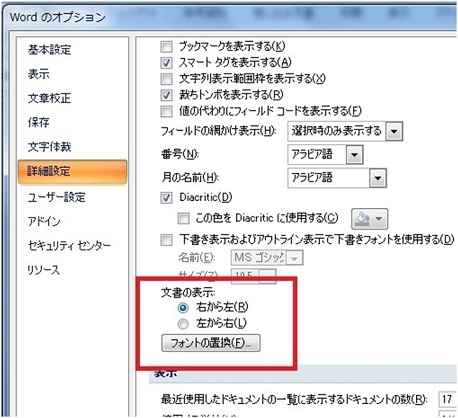 Word のオプション
基本設定
表示
文章校正
保存
文字体裁
詳細設定
ユーザー設定
アドイン
セキュリティ センター
リソース
ブックマークを表示する(K)
スマート タグを表示する(A)
文字列表示範囲枠を表示する(X)
裁ちトンボを表示する(R)
値の代わりにフィールド コードを表示する(F)
フィールドの網かけ表示(H): 選択時のみ表示する
番号(N): アラビア語
月の名前(H): アラビア語
Diacritic(D)
この色を Diacritic に使用する(C)
下書き表示およびアウトライン表示で下書きフォントを使用する(D)
名前(E): MS ゴシック
サイズ(Z): 10.5
文書の表示:
右から左(R)
左から右(L)
フォントの置換(F)...
表示
最近使用したドキュメントの一覧に表示するドキュメントの数(R): 17